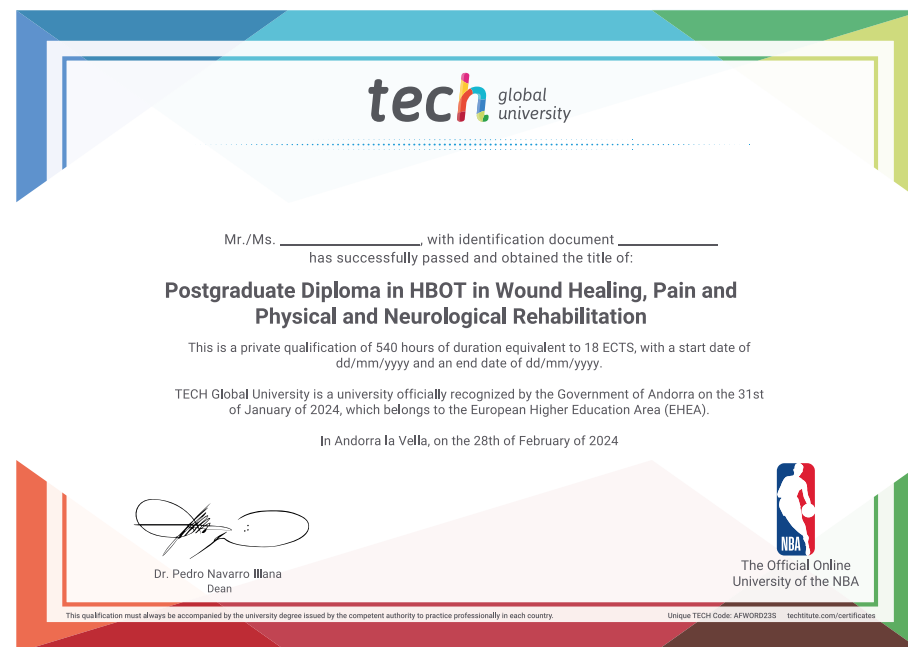 tech global university
Mr./Ms. ____________, with identification document ____________
has successfully passed and obtained the title of:
Postgraduate Diploma in HBOT in Wound Healing, Pain and
Physical and Neurological Rehabilitation
This is a private qualification of 540 hours of duration equivalent to 18 ECTS, with a start date of
dd/mm/yyyy and an end date of dd/mm/yyyy.
TECH Global University is a university officially recognized by the Government of Andorra on the 31st
of January of 2024, which belongs to the European Higher Education Area (EHEA).
In Andorra la Vella, on the 28th of February of 2024
Dr. Pedro Navarro Illana
Dean
NBA
The Official Online
University of the NBA
This qualification must always be accompanied by the university degree issued by the competent authority to practice professionally in each country.
Unique TECH Code: AFWORD23S techtitute.com/certificates